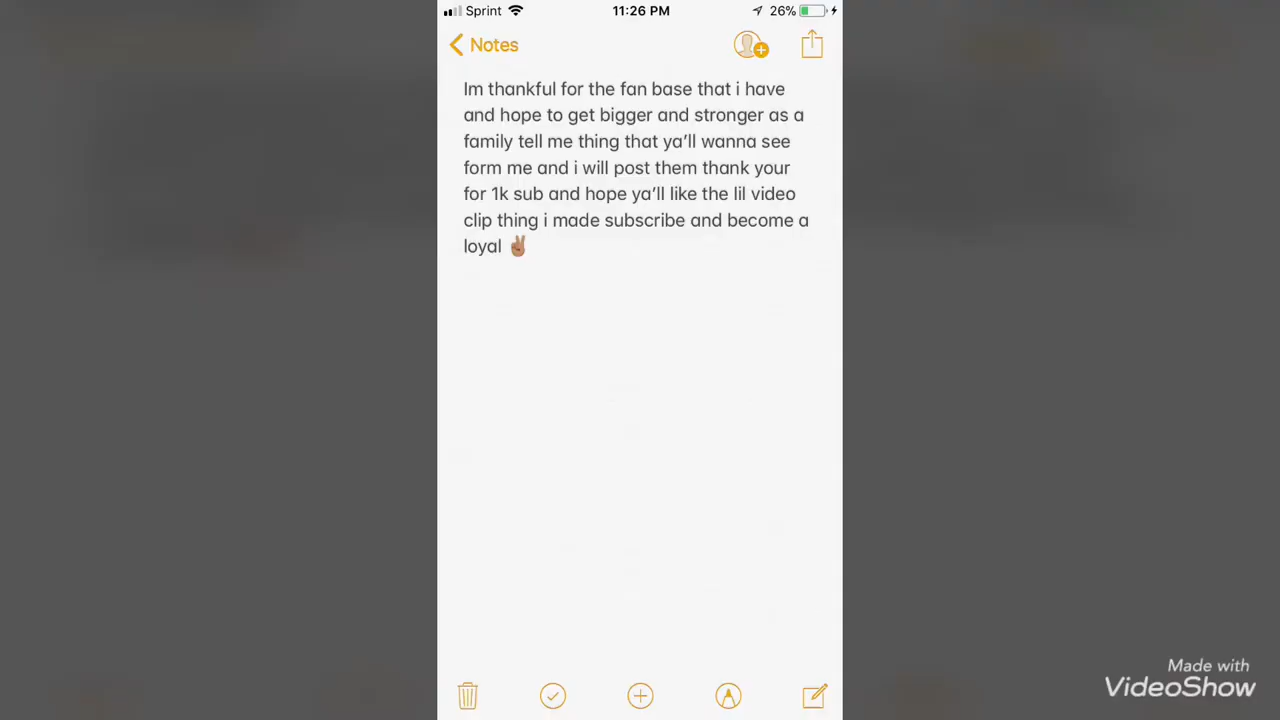 Sprint 11:26 PM 26%
Notes
Im thankful for the fan base that i have
and hope to get bigger and stronger as a
family tell me thing that ya’ll wanna see
form me and i will post them thank your
for 1k sub and hope ya’ll like the lil video
clip thing i made subscribe and become a
loyal ✌🏽
Made with
VideoShow